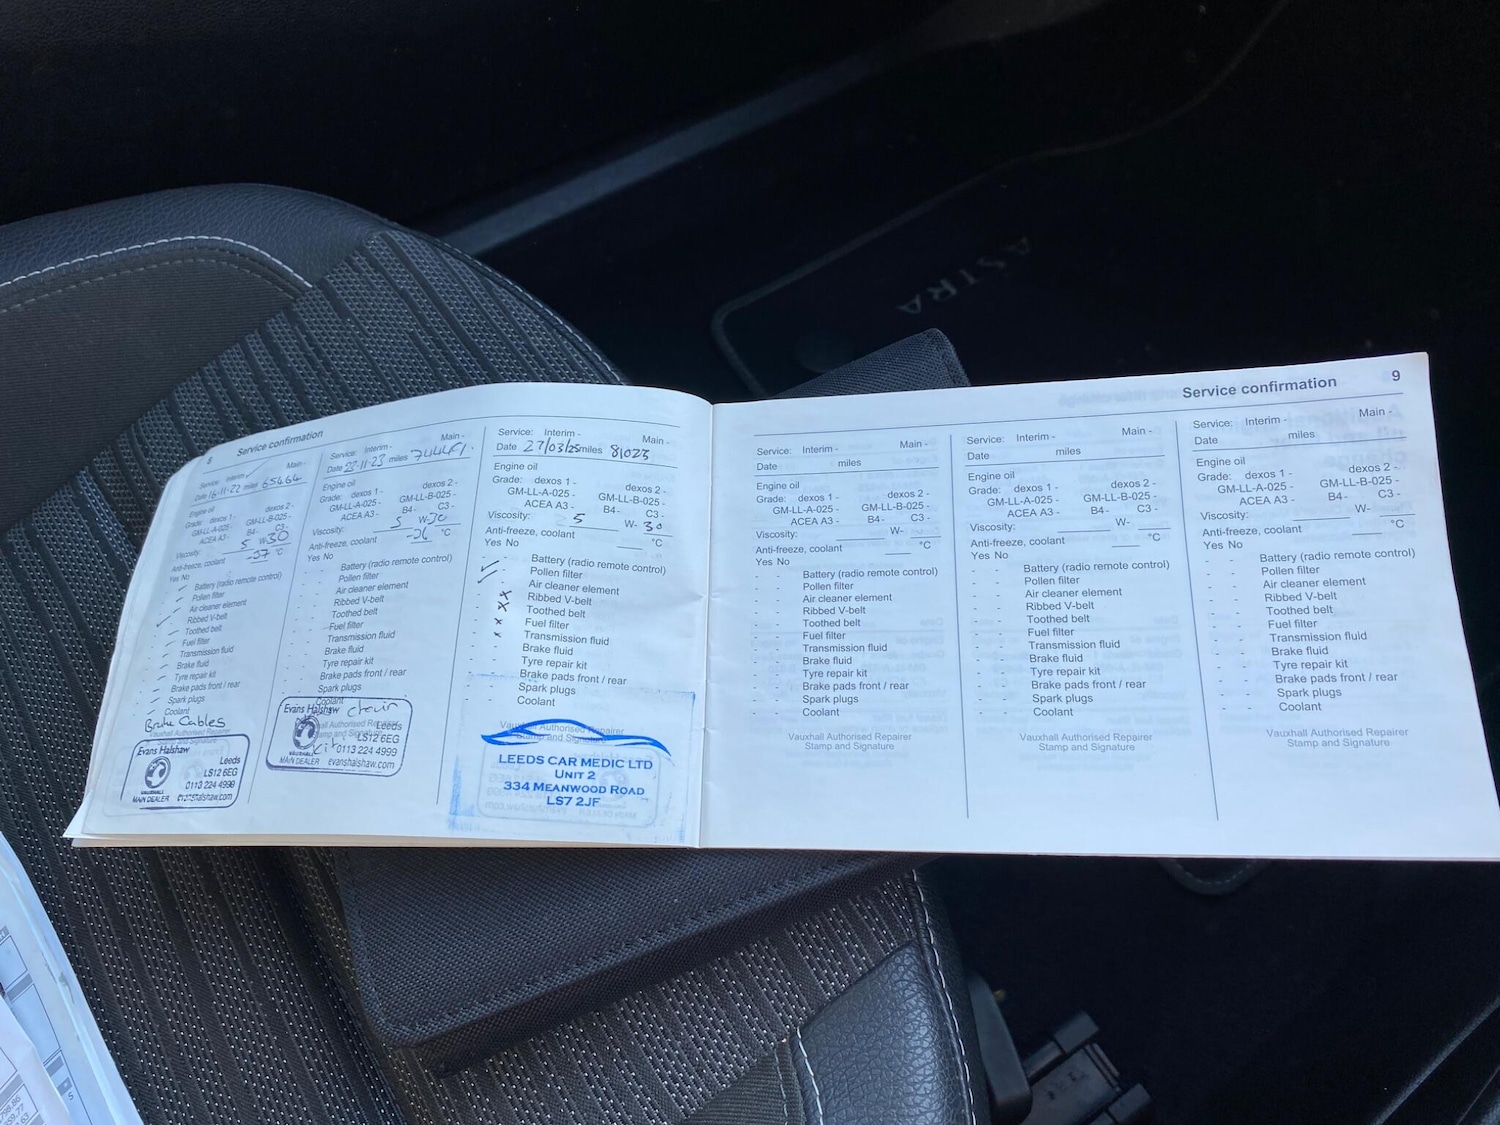 ASTRA
8 Service confirmation
Service: Interim - Main -
Date 16-11-22 miles 65464
Engine oil
Grade: dexos 1 - dexos 2 -
GM-LL-A-025 - GM-LL-B-025 -
ACEA A3 - B4- C3 -
Viscosity: 5 W-30
Anti-freeze, coolant -37 °C
Yes No
- Battery (radio remote control)
- Pollen filter
- Air cleaner element
- Ribbed V-belt
- Toothed belt
- Fuel filter
- Transmission fluid
- Brake fluid
- Tyre repair kit
- Brake pads front / rear
- Spark plugs
- Coolant
Brake Cables
Vauxhall Authorised Repairer
Stamp and Signature
Evans Halshaw
Leeds
LS12 6EG
0113 224 4999
VAUXHALL
MAIN DEALER evanshalshaw.com
Service: Interim - Main -
Date 22-11-23 miles
Engine oil
Grade: dexos 1 - dexos 2 -
GM-LL-A-025 - GM-LL-B-025 -
ACEA A3 - B4- C3 -
Viscosity: 5 W-30
Anti-freeze, coolant -36 °C
Yes No
- - Battery (radio remote control)
- - Pollen filter
- - Air cleaner element
- - Ribbed V-belt
- - Toothed belt
- - Fuel filter
- - Transmission fluid
- - Brake fluid
- - Tyre repair kit
- - Brake pads front / rear
- - Spark plugs
- - Coolant
Vauxhall Authorised Repairer
Stamp and Signature
Evans Halshaw
Leeds
LS12 6EG
0113 224 4999
VAUXHALL
MAIN DEALER evanshalshaw.com
Service: Interim - Main -
Date 27/03/25 miles 81023
Engine oil
Grade: dexos 1 - dexos 2 -
GM-LL-A-025 - GM-LL-B-025 -
ACEA A3 - B4- C3 -
Viscosity: 5 W- 30
Anti-freeze, coolant °C
Yes No
Battery (radio remote control)
Pollen filter
Air cleaner element
Ribbed V-belt
Toothed belt
Fuel filter
Transmission fluid
Brake fluid
Tyre repair kit
Brake pads front / rear
Spark plugs
Coolant
Vauxhall Authorised Repairer
Stamp and Signature
LEEDS CAR MEDIC LTD
UNIT 2
334 MEANWOOD ROAD
LS7 2JF
Service confirmation 9
Service: Interim - Main -
Date miles
Engine oil
Grade: dexos 1 - dexos 2 -
GM-LL-A-025 - GM-LL-B-025 -
ACEA A3 - B4- C3 -
Viscosity: W-
Anti-freeze, coolant °C
Yes No
- - Battery (radio remote control)
- - Pollen filter
- - Air cleaner element
- - Ribbed V-belt
- - Toothed belt
- - Fuel filter
- - Transmission fluid
- - Brake fluid
- - Tyre repair kit
- - Brake pads front / rear
- - Spark plugs
- - Coolant
Vauxhall Authorised Repairer
Stamp and Signature
Service: Interim - Main -
Date miles
Engine oil
Grade: dexos 1 - dexos 2 -
GM-LL-A-025 - GM-LL-B-025 -
ACEA A3 - B4- C3 -
Viscosity: W-
Anti-freeze, coolant °C
Yes No
- - Battery (radio remote control)
- - Pollen filter
- - Air cleaner element
- - Ribbed V-belt
- - Toothed belt
- - Fuel filter
- - Transmission fluid
- - Brake fluid
- - Tyre repair kit
- - Brake pads front / rear
- - Spark plugs
- - Coolant
Vauxhall Authorised Repairer
Stamp and Signature
Service: Interim - Main -
Date miles
Engine oil
Grade: dexos 1 - dexos 2 -
GM-LL-A-025 - GM-LL-B-025 -
ACEA A3 - B4- C3 -
Viscosity: W-
Anti-freeze, coolant °C
Yes No
- - Battery (radio remote control)
- - Pollen filter
- - Air cleaner element
- - Ribbed V-belt
- - Toothed belt
- - Fuel filter
- - Transmission fluid
- - Brake fluid
- - Tyre repair kit
- - Brake pads front / rear
- - Spark plugs
- - Coolant
Vauxhall Authorised Repairer
Stamp and Signature